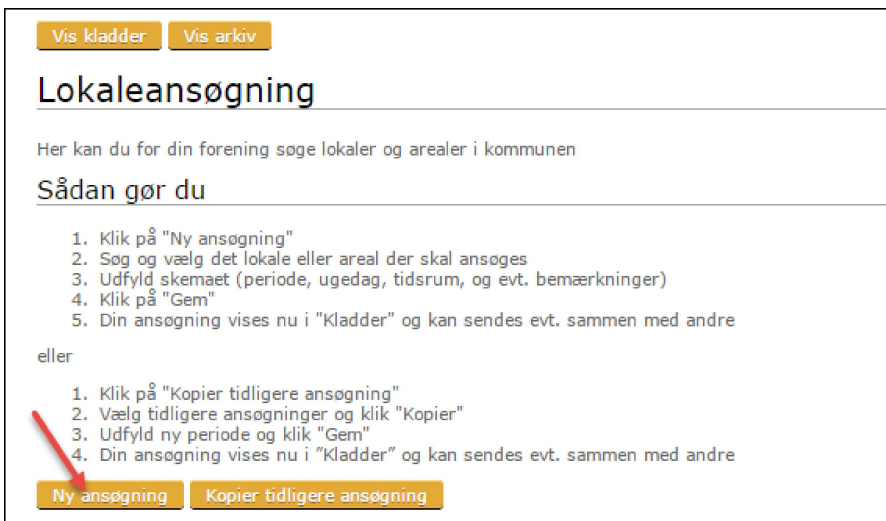 Vis kladder Vis arkiv
Lokaleansøgning
Her kan du for din forening søge lokaler og arealer i kommunen
Sådan gør du
1. Klik på "Ny ansøgning"
2. Søg og vælg det lokale eller areal der skal ansøges
3. Udfyld skemaet (periode, ugedag, tidsrum, og evt. bemærkninger)
4. Klik på "Gem"
5. Din ansøgning vises nu i "Kladder" og kan sendes evt. sammen med andre
eller
1. Klik på "Kopier tidligere ansøgning"
2. Vælg tidligere ansøgninger og klik "Kopier"
3. Udfyld ny periode og klik "Gem"
4. Din ansøgning vises nu i ”Kladder” og kan sendes evt. sammen med andre
Ny ansøgning Kopier tidligere ansøgning